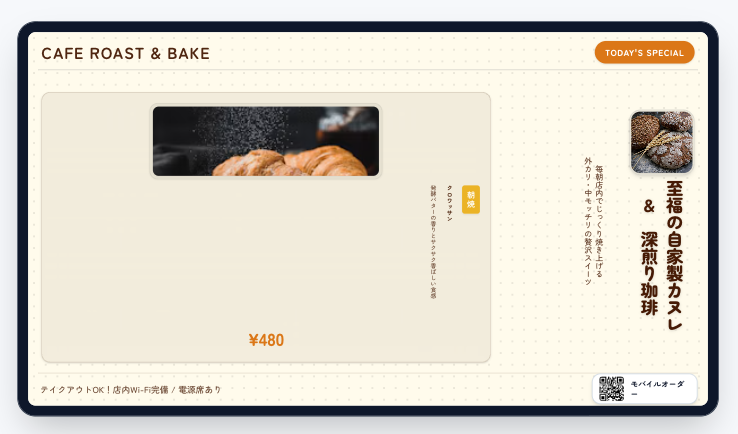 CAFE ROAST & BAKE
TODAY'S SPECIAL
至福の自家製カヌレ
& 深煎り珈琲
毎朝店内でじっくり焼き上げる
外カリ・中モッチリの贅沢スイーツ
朝焼
クロワッサン
発酵バターの香りとサクサク香ばしい食感
¥480
テイクアウトOK！店内Wi-Fi完備 / 電源席あり
モバイルオーダ
ー